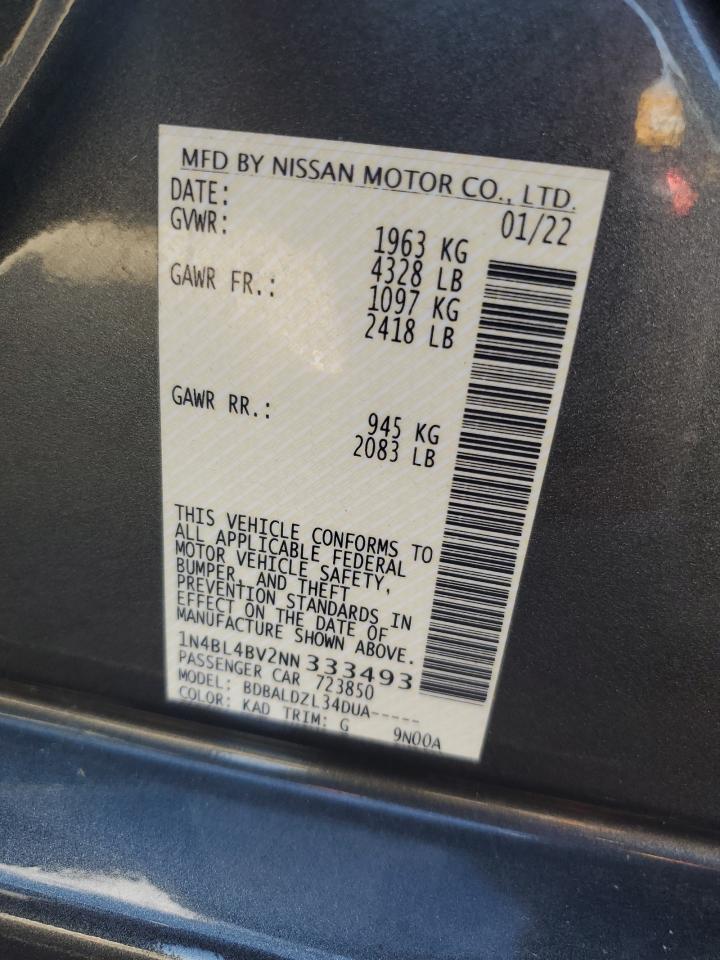 MFD BY NISSAN MOTOR CO., LTD.
DATE: 01/22
GVWR: 1963 KG
4328 LB
GAWR FR.: 1097 KG
2418 LB
GAWR RR.: 945 KG
2083 LB
THIS VEHICLE CONFORMS TO
ALL APPLICABLE FEDERAL
MOTOR VEHICLE SAFETY,
BUMPER, AND THEFT
PREVENTION STANDARDS IN
EFFECT ON THE DATE OF
MANUFACTURE SHOWN ABOVE.
1N4BL4BV2NN333493
PASSENGER CAR 723850
MODEL: BDBALDZL34DUA-----
COLOR: KAD TRIM: G 9N00A